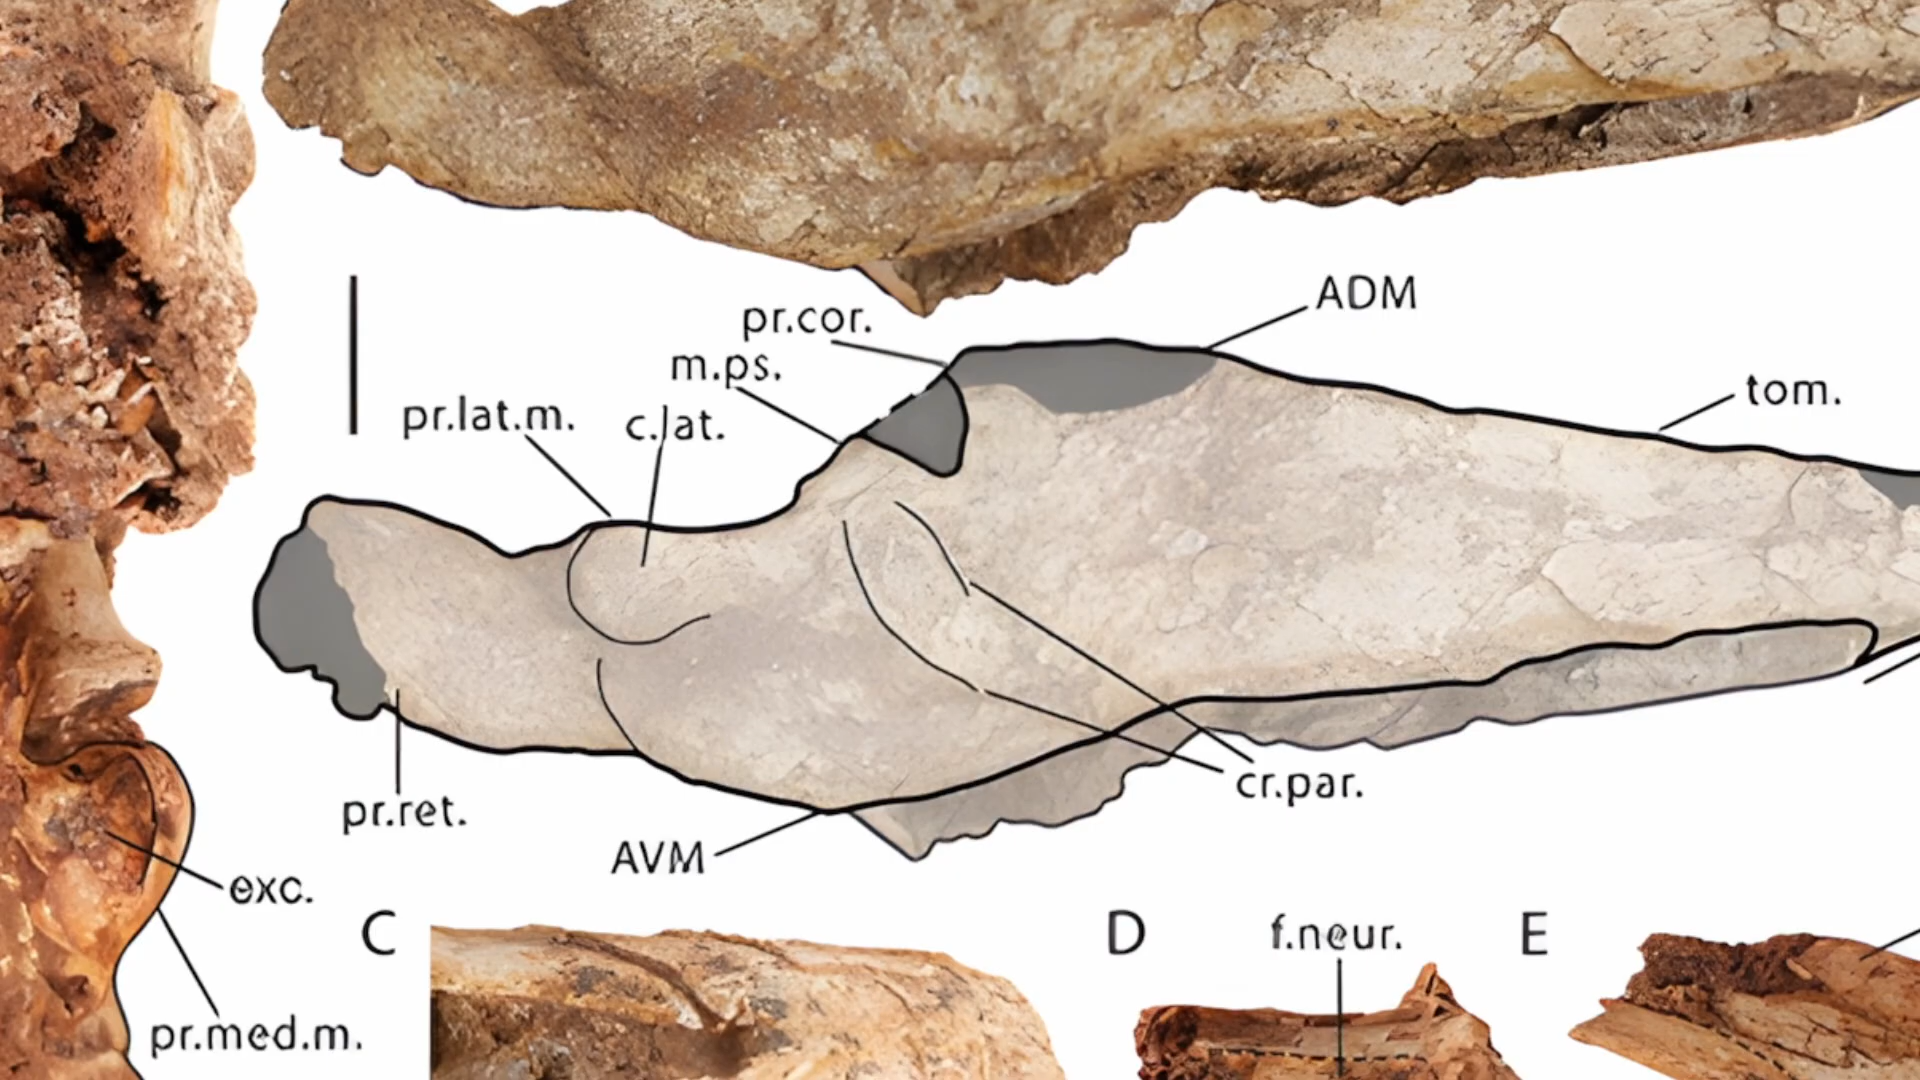 ADM
pr.cor.
m.ps.
tom.
pr.lat.m.
c.lat.
cr.par.
pr.ret.
AVM
exc.
C
D
f.neur.
E
pr.med.m.